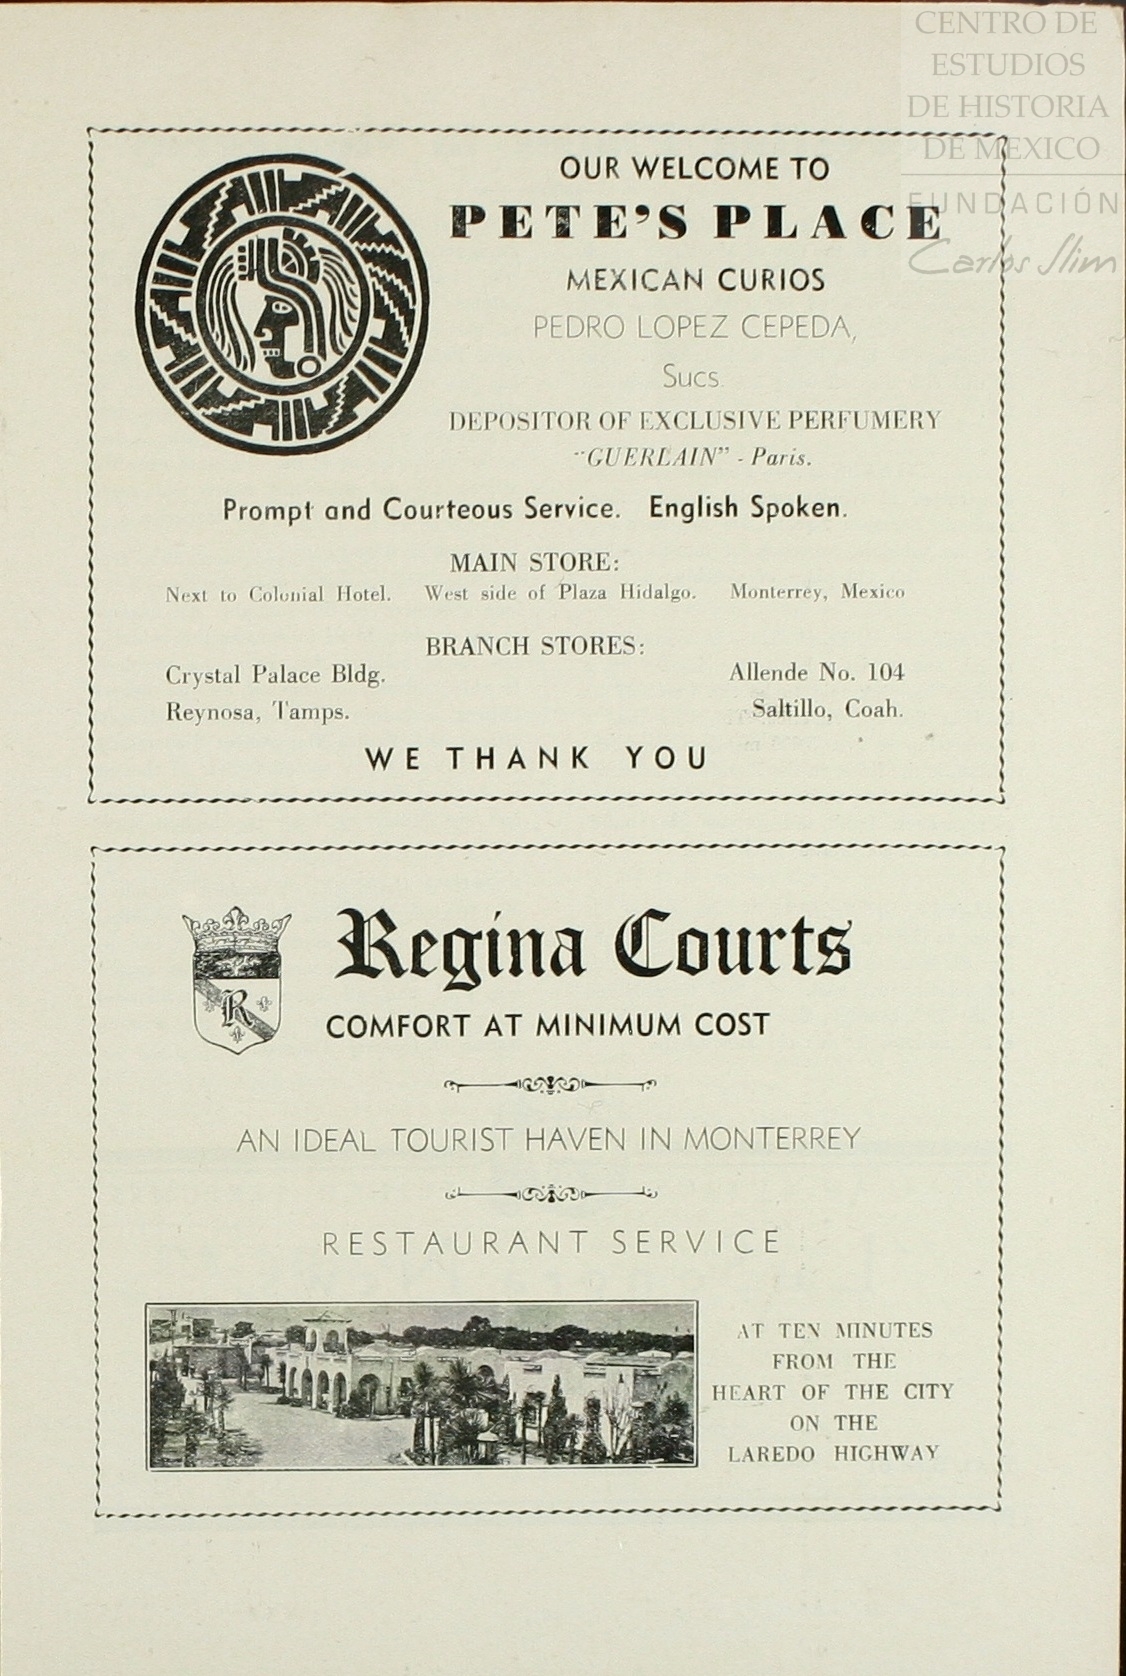 CENTRO DE
ESTUDIOS
DE HISTORIA
DE MEXICO
FUNDACIÓN
Carlos Slim
OUR WELCOME TO
PETE'S PLACE
MEXICAN CURIOS
PEDRO LOPEZ CEPEDA,
Sucs.
DEPOSITOR OF EXCLUSIVE PERFUMERY
"GUERLAIN" - Paris.
Prompt and Courteous Service. English Spoken.
MAIN STORE:
Next to Colonial Hotel. West side of Plaza Hidalgo. Monterrey, Mexico
BRANCH STORES:
Crystal Palace Bldg. Allende No. 104
Reynosa, Tamps. Saltillo, Coah.
WE THANK YOU
Regina Courts
R
COMFORT AT MINIMUM COST
AN IDEAL TOURIST HAVEN IN MONTERREY
RESTAURANT SERVICE
AT TEN MINUTES
FROM THE
HEART OF THE CITY
ON THE
LAREDO HIGHWAY